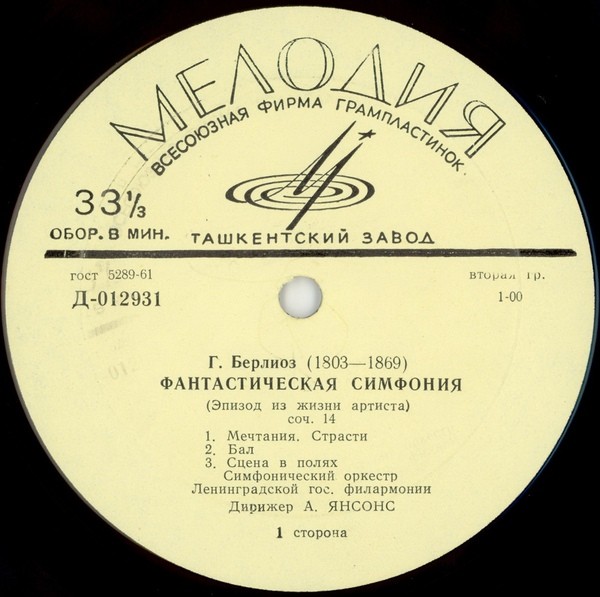 МЕЛОДИЯ
ВСЕСОЮЗНАЯ ФИРМА ГРАМПЛАСТИНОК.
33⅓
ОБОР. В МИН.
ТАШКЕНТСКИЙ ЗАВОД
гост 5289-61
вторая гр.
Д-012931
1-00
Г. Берлиоз (1803—1869)
ФАНТАСТИЧЕСКАЯ СИМФОНИЯ
(Эпизод из жизни артиста)
соч. 14
1. Мечтания. Страсти
2. Бал
3. Сцена в полях
Симфонический оркестр
Ленинградской гос. филармонии
Дирижер А. ЯНСОНС
1 сторона